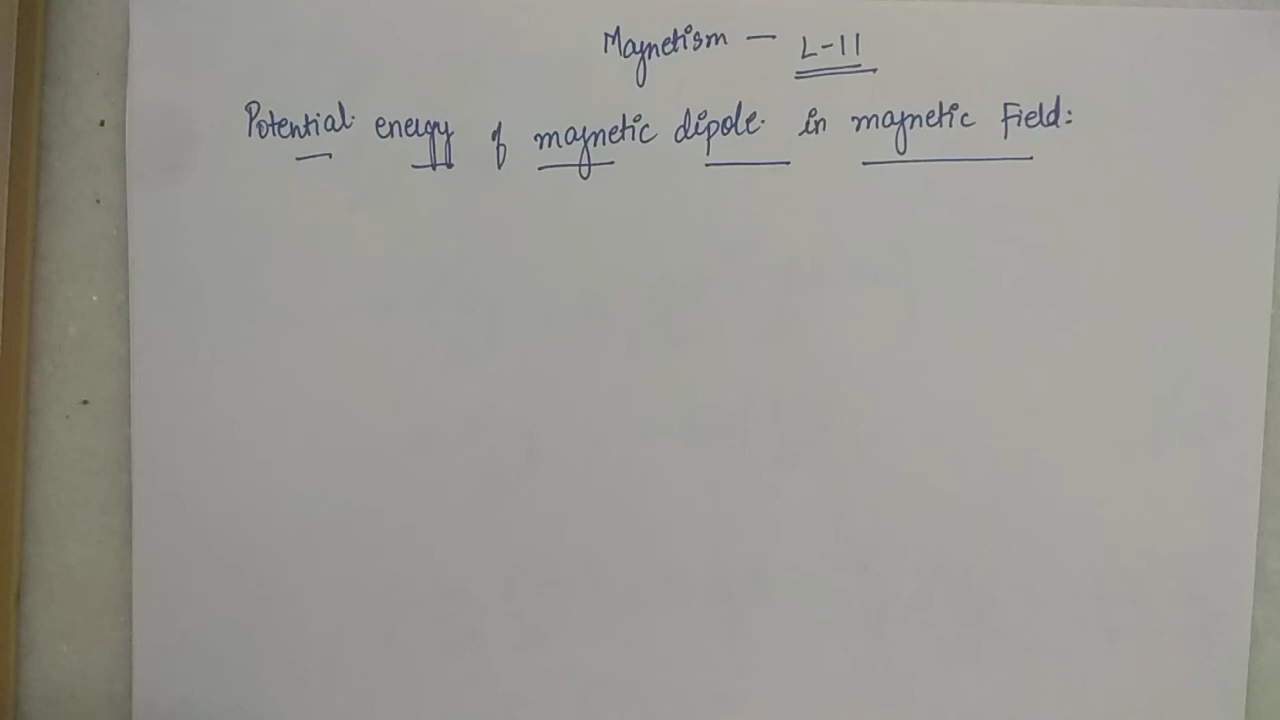 Magnetism - L-11
Potential energy of magnetic dipole in magnetic Field: